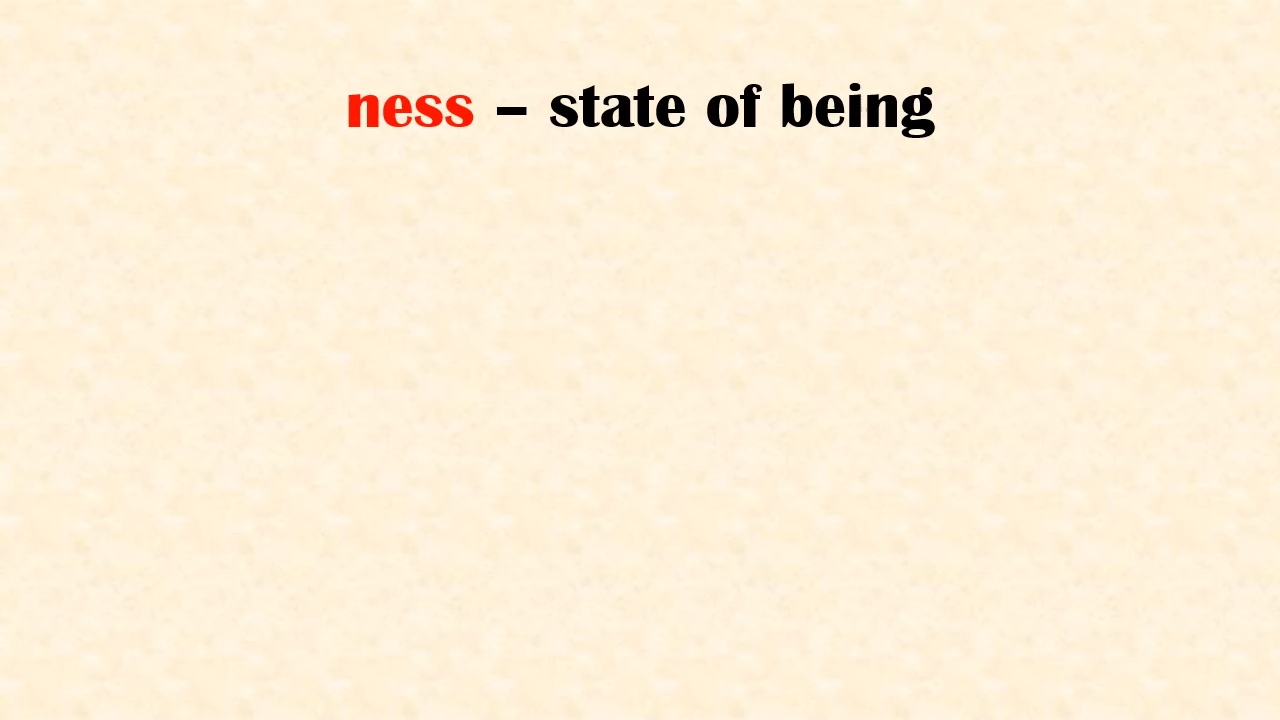 ness – state of being